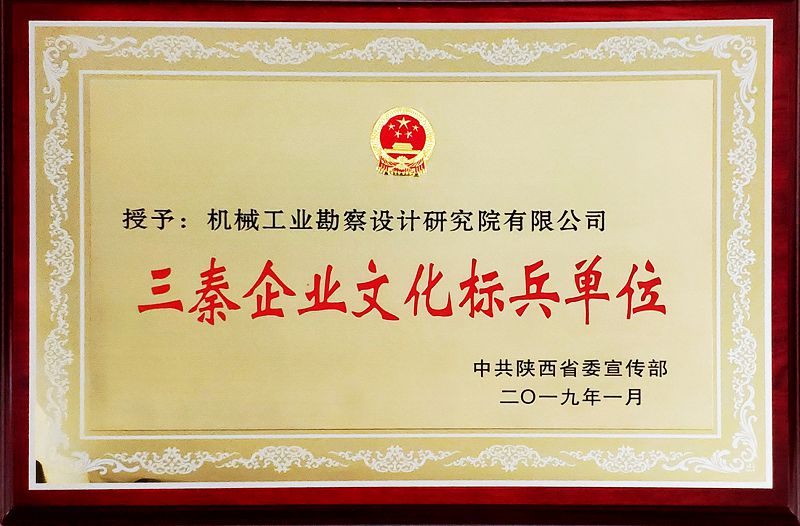 授予：机械工业勘察设计研究院有限公司
三秦企业文化标兵单位
中共陕西省委宣传部
二〇一九年一月